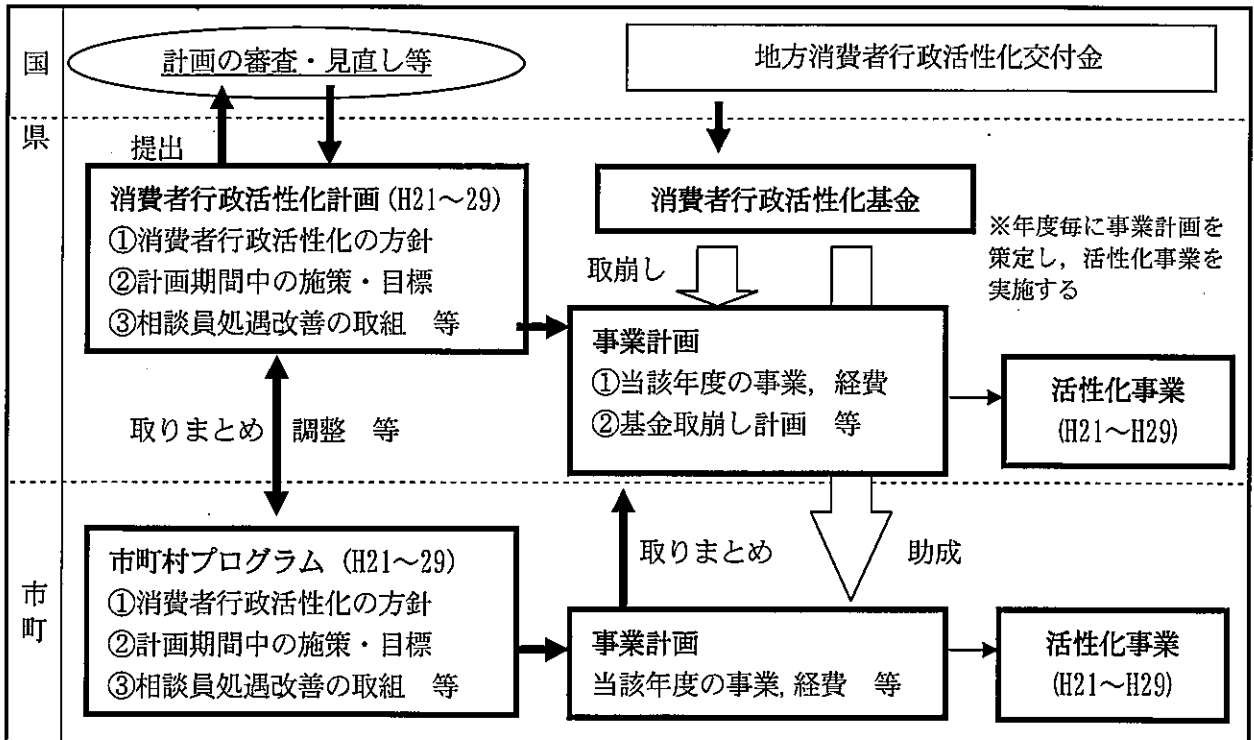 国
計画の審査・見直し等
地方消費者行政活性化交付金
県
提出
消費者行政活性化計画(H21～29)
①消費者行政活性化の方針
②計画期間中の施策・目標
③相談員処遇改善の取組 等
消費者行政活性化基金
※年度毎に事業計画を
策定し，活性化事業を
実施する
取崩し
事業計画
①当該年度の事業，経費
②基金取崩し計画 等
活性化事業
(H21～H29)
取りまとめ
調整 等
市
町
市町村プログラム (H21～29)
①消費者行政活性化の方針
②計画期間中の施策・目標
③相談員処遇改善の取組 等
取りまとめ
助成
事業計画
当該年度の事業,経費 等
活性化事業
(H21～H29)